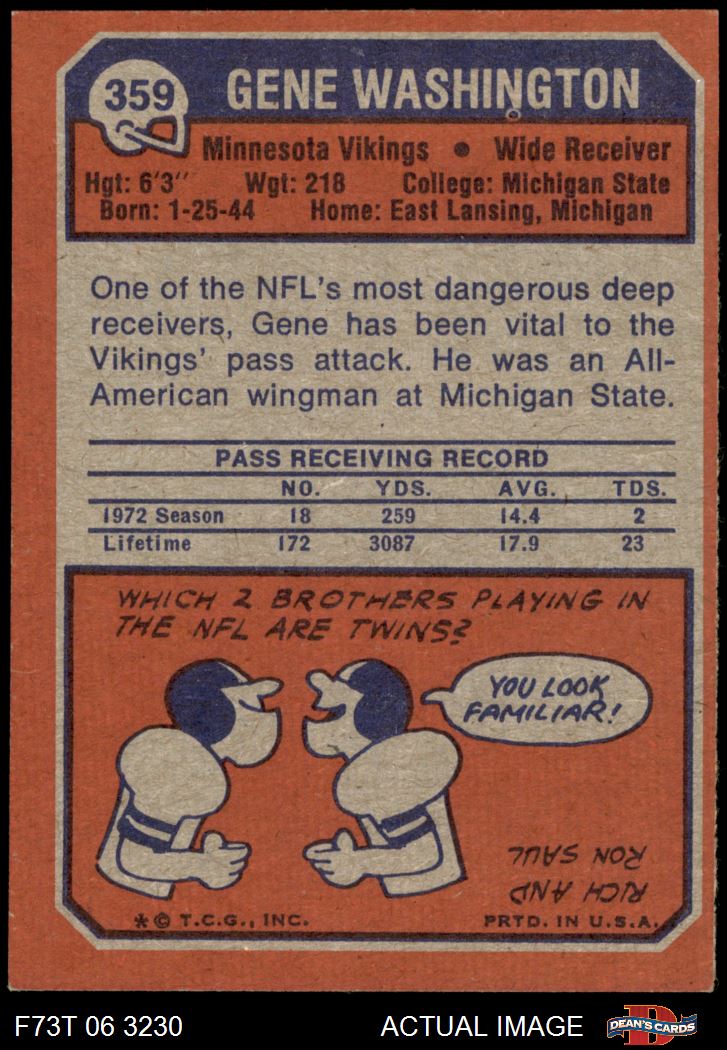 359
GENE WASHINGTON
Minnesota Vikings • Wide Receiver
Hgt: 6'3" Wgt: 218 College: Michigan State
Born: 1-25-44 Home: East Lansing, Michigan
One of the NFL's most dangerous deep
receivers, Gene has been vital to the
Vikings' pass attack. He was an All-
American wingman at Michigan State.
PASS RECEIVING RECORD
NO. YDS. AVG. TDS.
1972 Season 18 259 14.4 2
Lifetime 172 3087 17.9 23
WHICH 2 BROTHERS PLAYING IN
THE NFL ARE TWINS?
YOU LOOK
FAMILIAR!
RICH AND
RON SAUL
* © T.C.G., INC. PRTD. IN U.S.A.
F73T 06 3230 ACTUAL IMAGE D DEAN'S CARDS